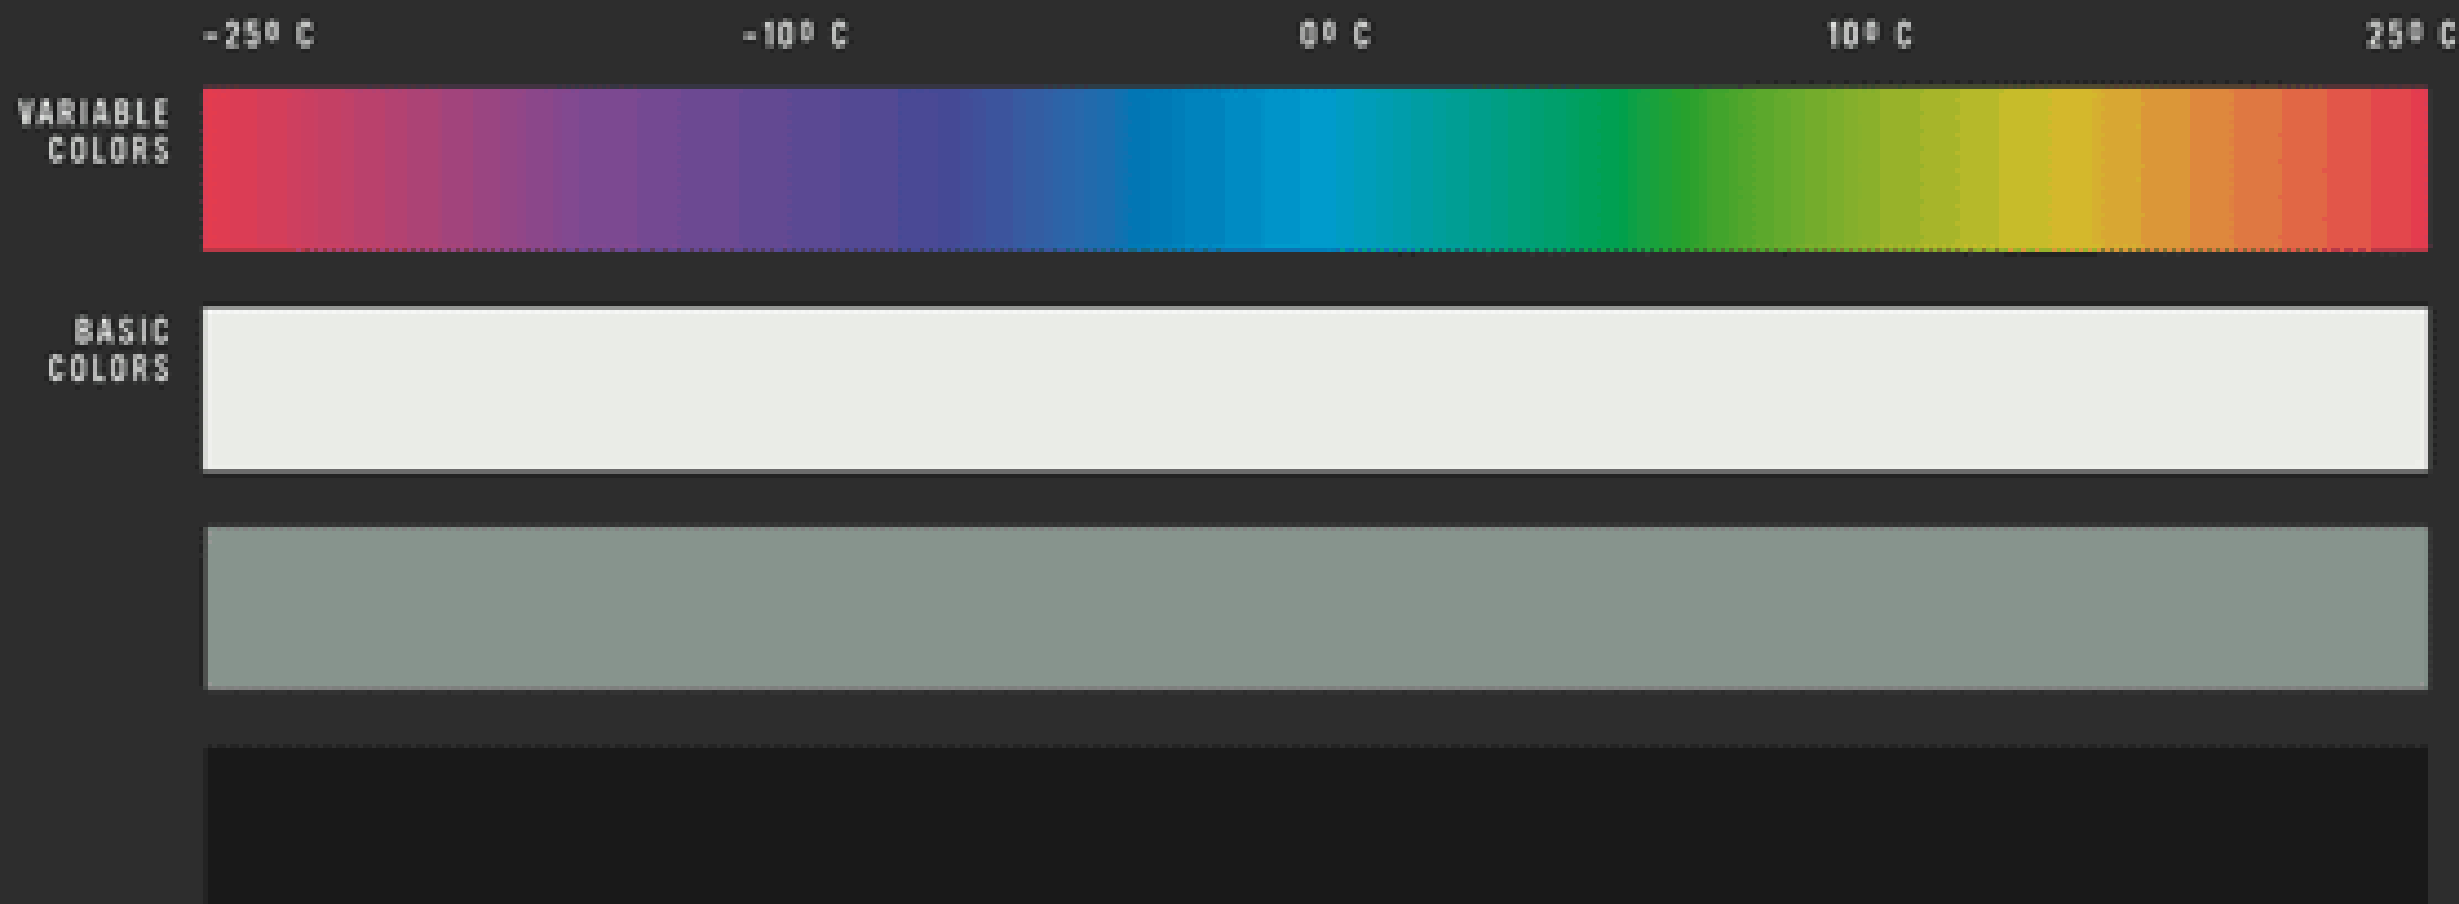 -25º C
-10º C
0º C
10º C
25º C
VARIABLE
COLORS
BASIC
COLORS